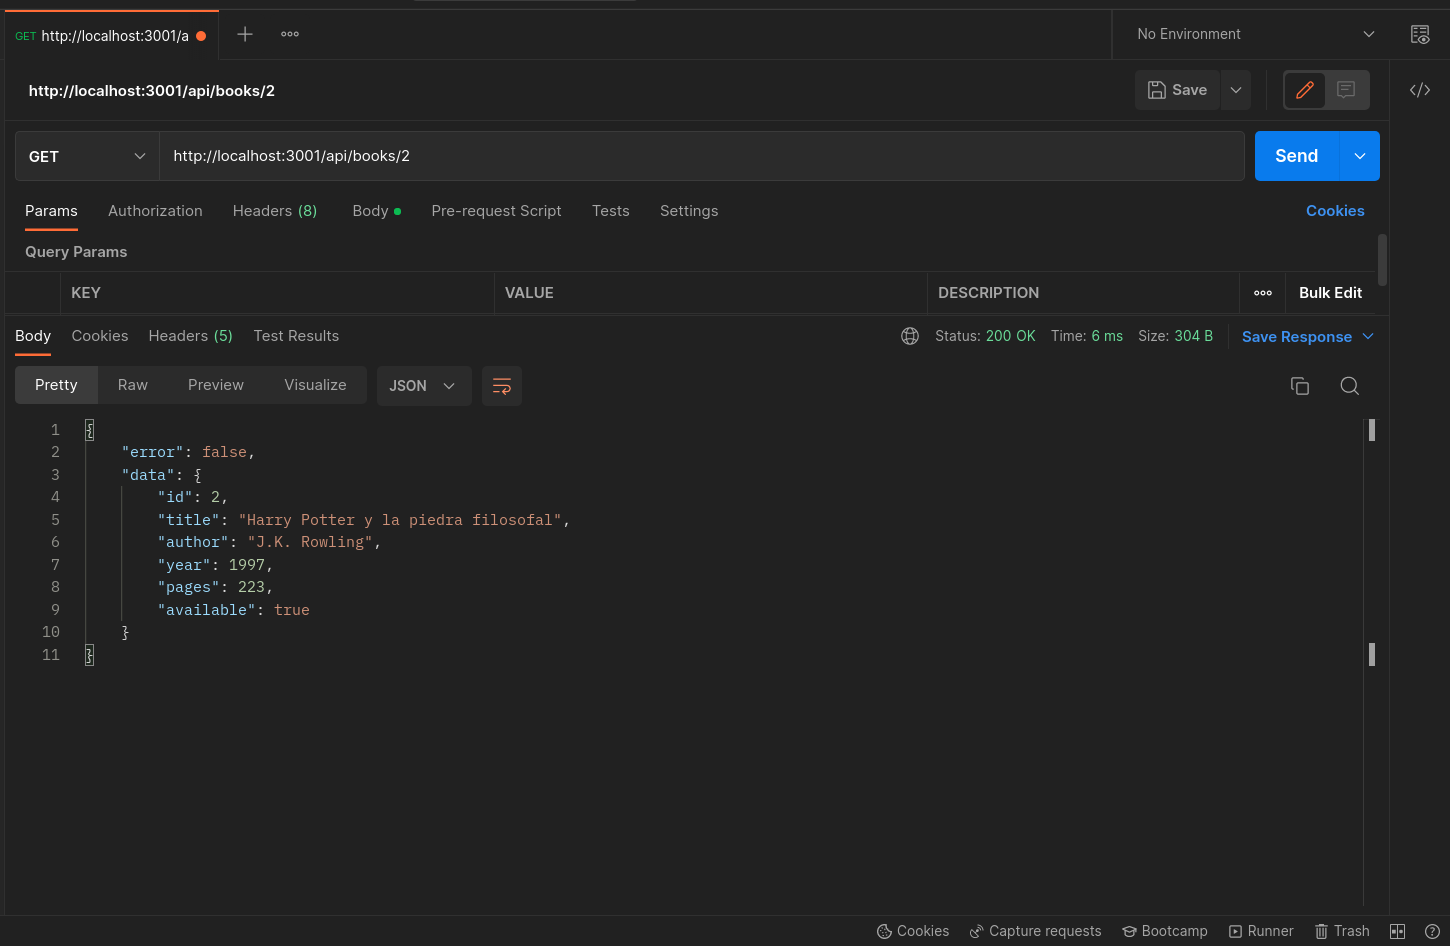 GET http://localhost:3001/a No Environment
http://localhost:3001/api/books/2 Save
GET http://localhost:3001/api/books/2 Send
Params Authorization Headers (8) Body Pre-request Script Tests Settings Cookies
Query Params
KEY VALUE DESCRIPTION Bulk Edit
Body Cookies Headers (5) Test Results Status: 200 OK Time: 6 ms Size: 304 B Save Response
Pretty Raw Preview Visualize JSON
1 {
2 "error": false,
3 "data": {
4 "id": 2,
5 "title": "Harry Potter y la piedra filosofal",
6 "author": "J.K. Rowling",
7 "year": 1997,
8 "pages": 223,
9 "available": true
10 }
11 }
Cookies Capture requests Bootcamp Runner Trash